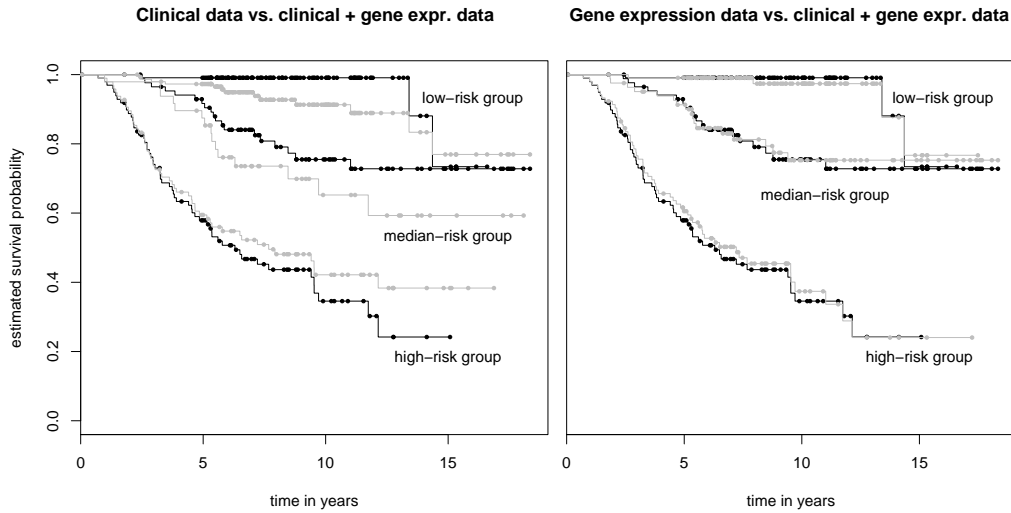 Clinical data vs. clinical + gene expr. data
Gene expression data vs. clinical + gene expr. data
estimated survival probability
1.0
0.8
0.6
0.4
0.2
0.0
low−risk group
median−risk group
high−risk group
0 5 10 15
time in years
low−risk group
median−risk group
high−risk group
0 5 10 15
time in years